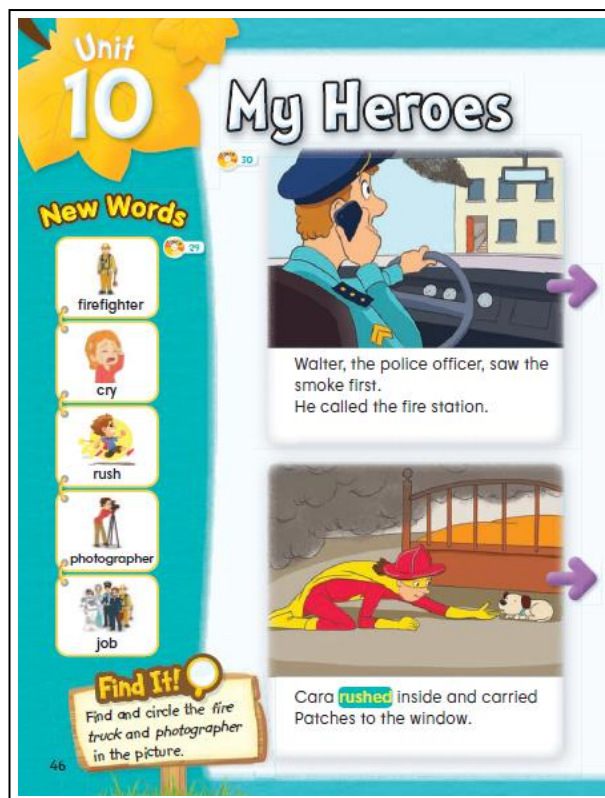 Unit
10
My Heroes
30
New Words
29
firefighter
cry
rush
photographer
job
Walter, the police officer, saw the
smoke first.
He called the fire station.
Cara rushed inside and carried
Patches to the window.
Find It!
Find and circle the fire
truck and photographer
in the picture.
46